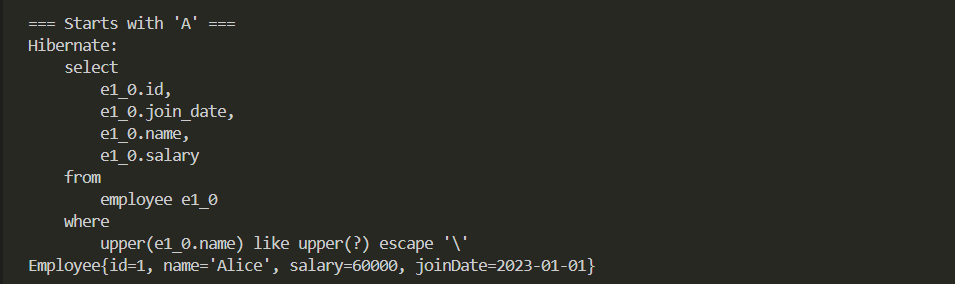 === Starts with 'A' ===
Hibernate:
    select
        e1_0.id,
        e1_0.join_date,
        e1_0.name,
        e1_0.salary
    from
        employee e1_0
    where
        upper(e1_0.name) like upper(?) escape '\'
Employee{id=1, name='Alice', salary=60000, joinDate=2023-01-01}